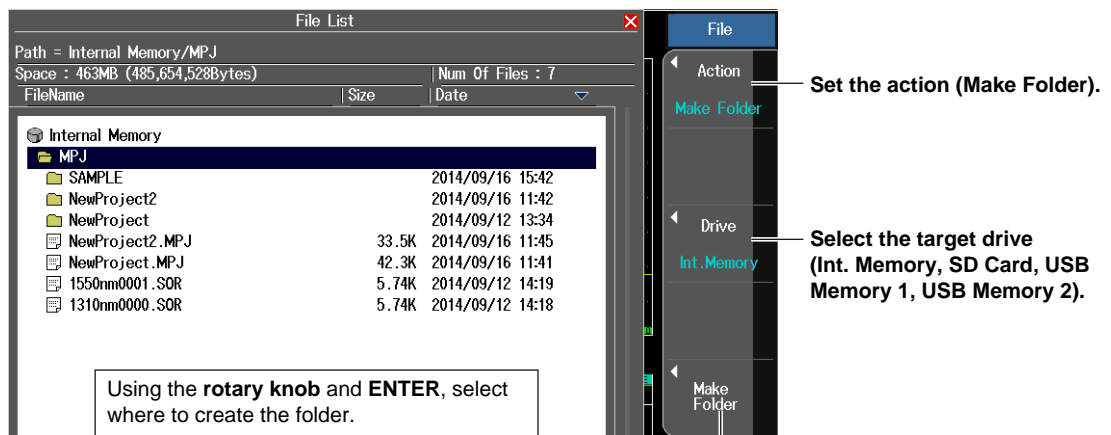 File List
Path = Internal Memory/MPJ
Space : 463MB (485,654,528Bytes) Num Of Files : 7
FileName Size Date
Internal Memory
MPJ
SAMPLE 2014/09/16 15:42
NewProject2 2014/09/16 11:42
NewProject 2014/09/12 13:34
NewProject2.MPJ 33.5K 2014/09/16 11:45
NewProject.MPJ 42.3K 2014/09/16 11:41
1550nm0001.SOR 5.74K 2014/09/12 14:19
1310nm0000.SOR 5.74K 2014/09/12 14:18
Using the rotary knob and ENTER, select
where to create the folder.
File
Action
Make Folder
Set the action (Make Folder).
Drive
Int.Memory
Select the target drive
(Int. Memory, SD Card, USB
Memory 1, USB Memory 2).
Make
Folder